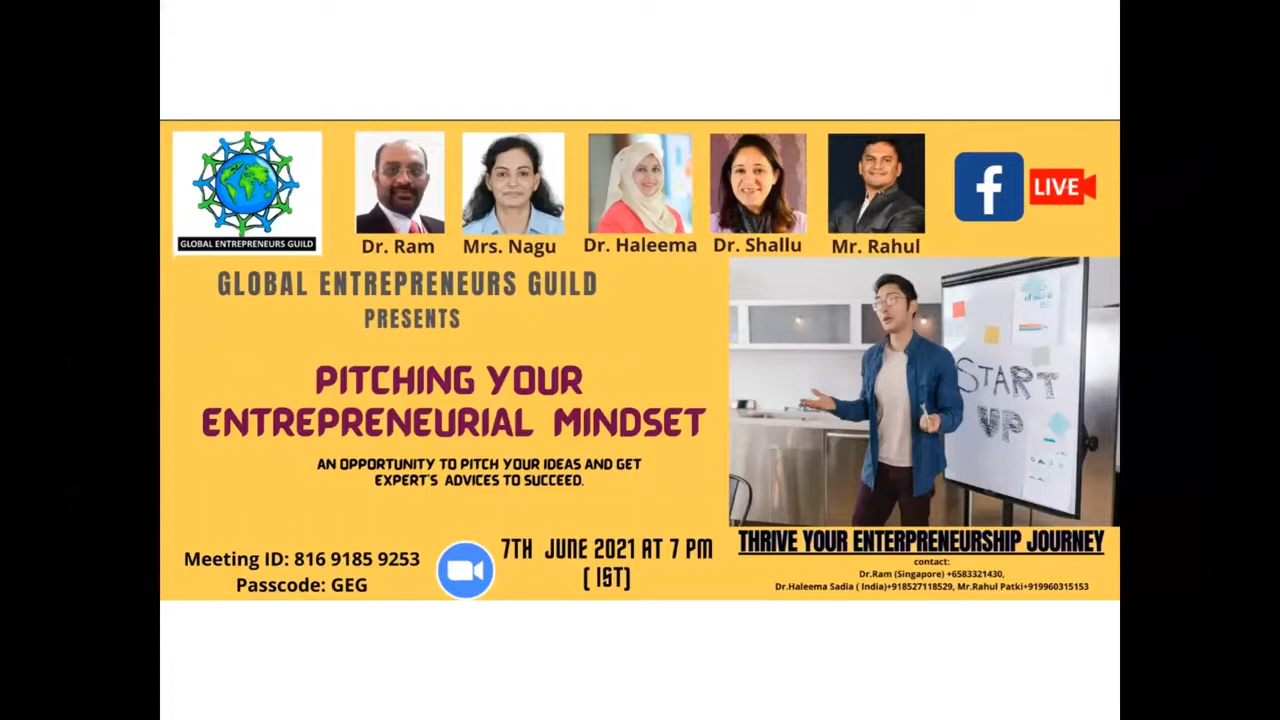 GLOBAL ENTREPRENEURS GUILD
Dr. Ram
Mrs. Nagu
Dr. Haleema
Dr. Shallu
Mr. Rahul
f
LIVE
GLOBAL ENTREPRENEURS GUILD
PRESENTS
PITCHING YOUR
ENTREPRENEURIAL MINDSET
AN OPPORTUNITY TO PITCH YOUR IDEAS AND GET
EXPERT'S ADVICES TO SUCCEED.
START
UP
Meeting ID: 816 9185 9253
Passcode: GEG
7TH JUNE 2021 AT 7 PM
( IST)
THRIVE YOUR ENTERPRENEURSHIP JOURNEY
contact:
Dr.Ram (Singapore) +6583321430,
Dr.Haleema Sadia ( India)+918527118529, Mr.Rahul Patki+919960315153